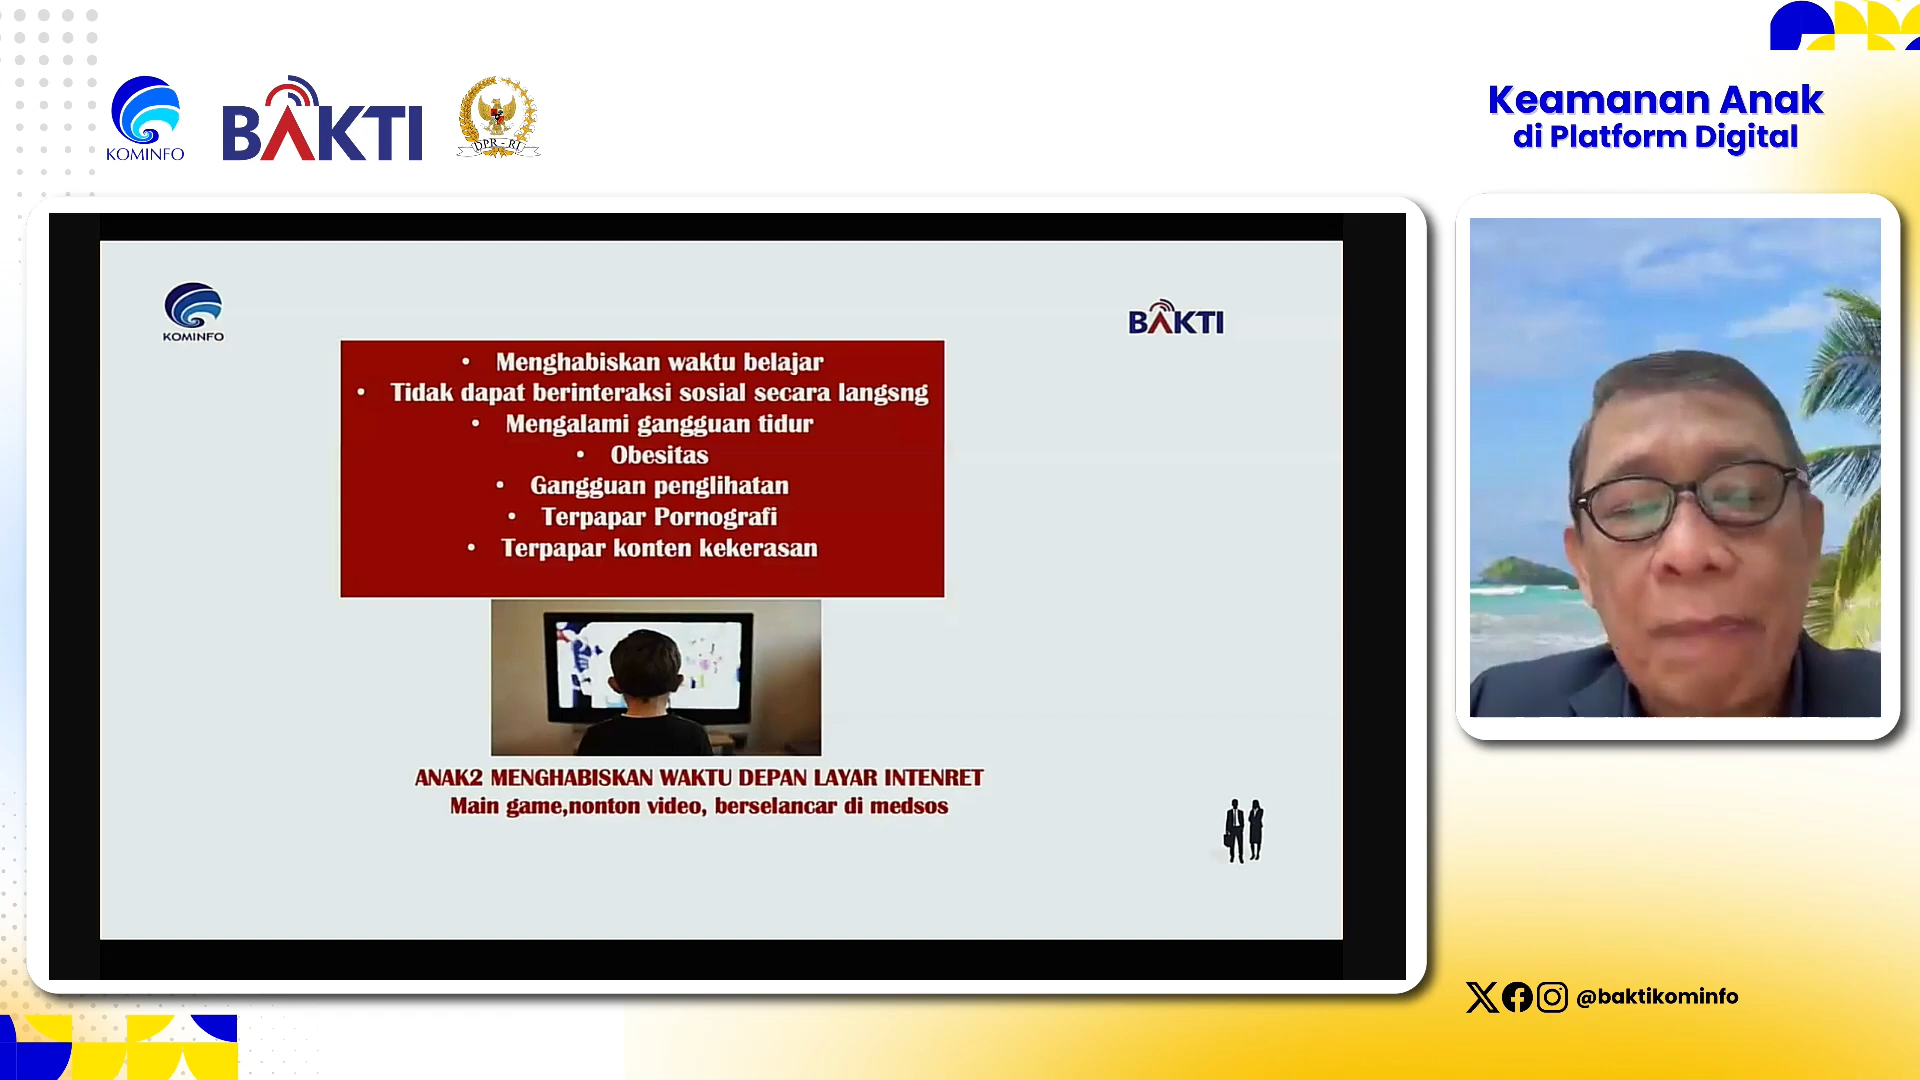 KOMINFO
BAKTI
DPR - RI
Keamanan Anak
di Platform Digital
KOMINFO
BAKTI
• Menghabiskan waktu belajar
• Tidak dapat berinteraksi sosial secara langsng
• Mengalami gangguan tidur
• Obesitas
• Gangguan penglihatan
• Terpapar Pornografi
• Terpapar konten kekerasan
ANAK2 MENGHABISKAN WAKTU DEPAN LAYAR INTENRET
Main game,nonton video, berselancar di medsos
@baktikominfo